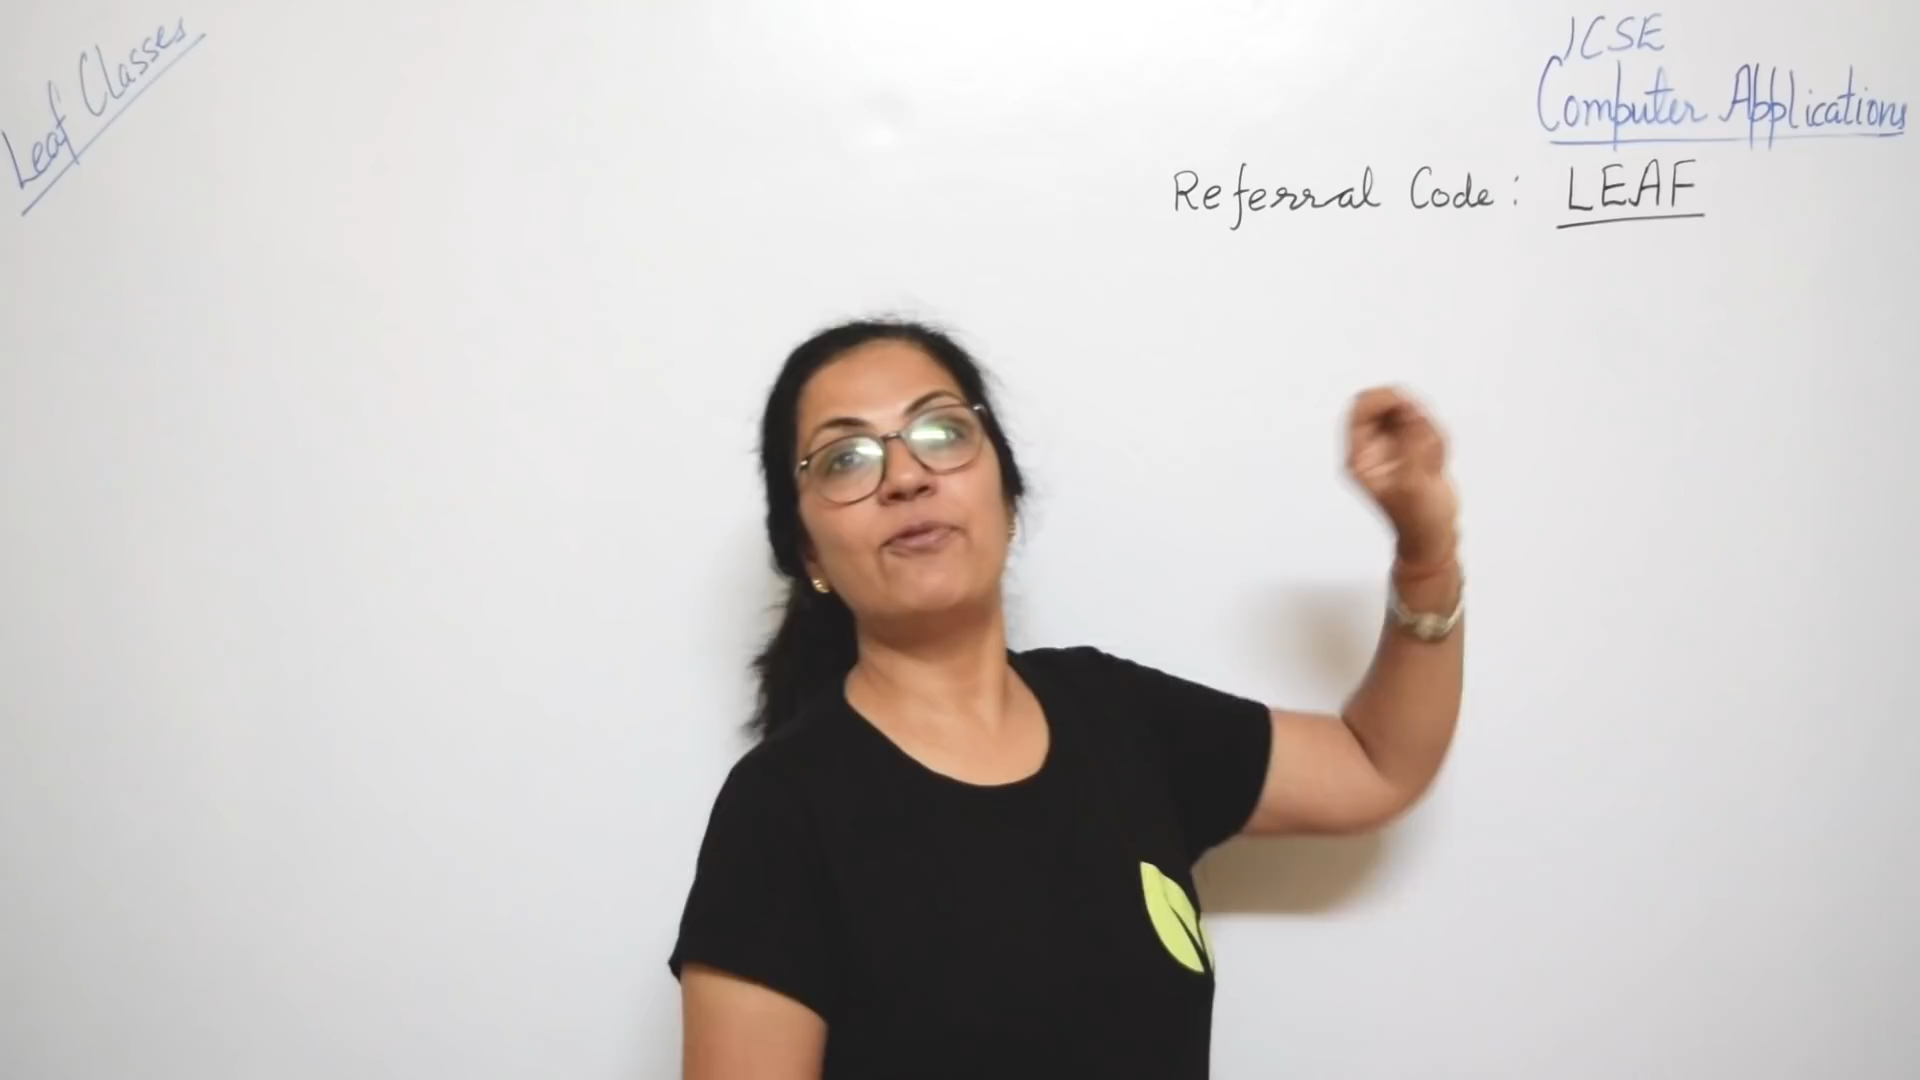 Leaf Classes
ICSE
Computer Applications
Referral Code: LEAF